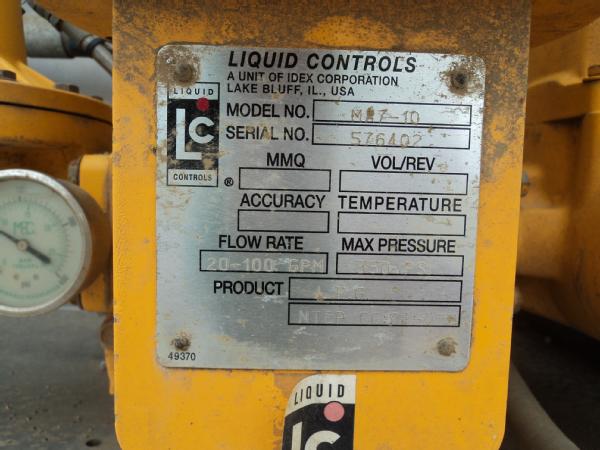 LIQUID CONTROLS
A UNIT OF IDEX CORPORATION
LAKE BLUFF, IL., USA
LIQUID
LC
CONTROLS
®
MODEL NO.
SERIAL NO. 576402
MMQ VOL/REV
ACCURACY TEMPERATURE
FLOW RATE MAX PRESSURE
20-100 GPM
PRODUCT
NTEP
49370
LIQUID
LC